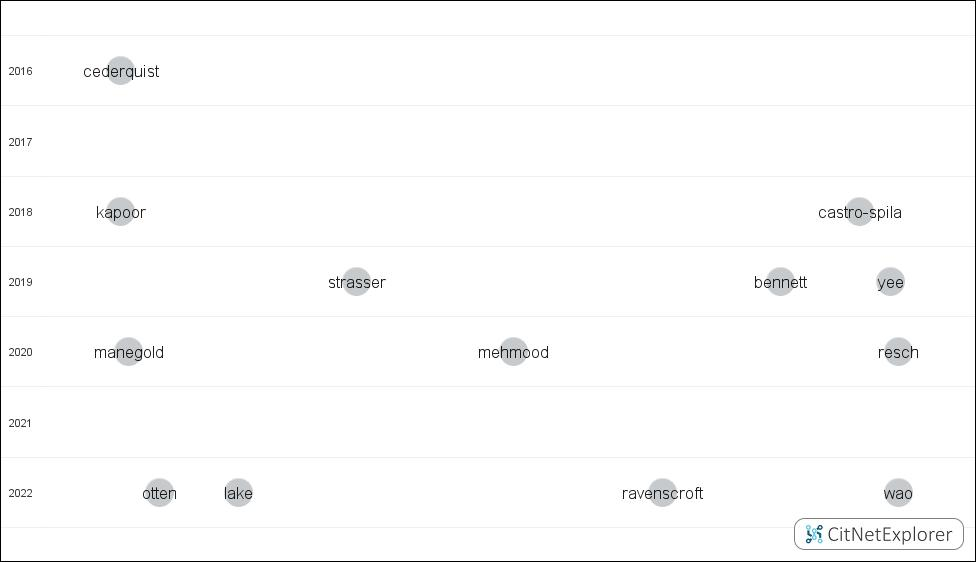 2016 cederquist
2017
2018 kapoor castro-spila
2019 strasser bennett yee
2020 manegold mehmood resch
2021
2022 otten lake ravenscroft wao
CitNetExplorer